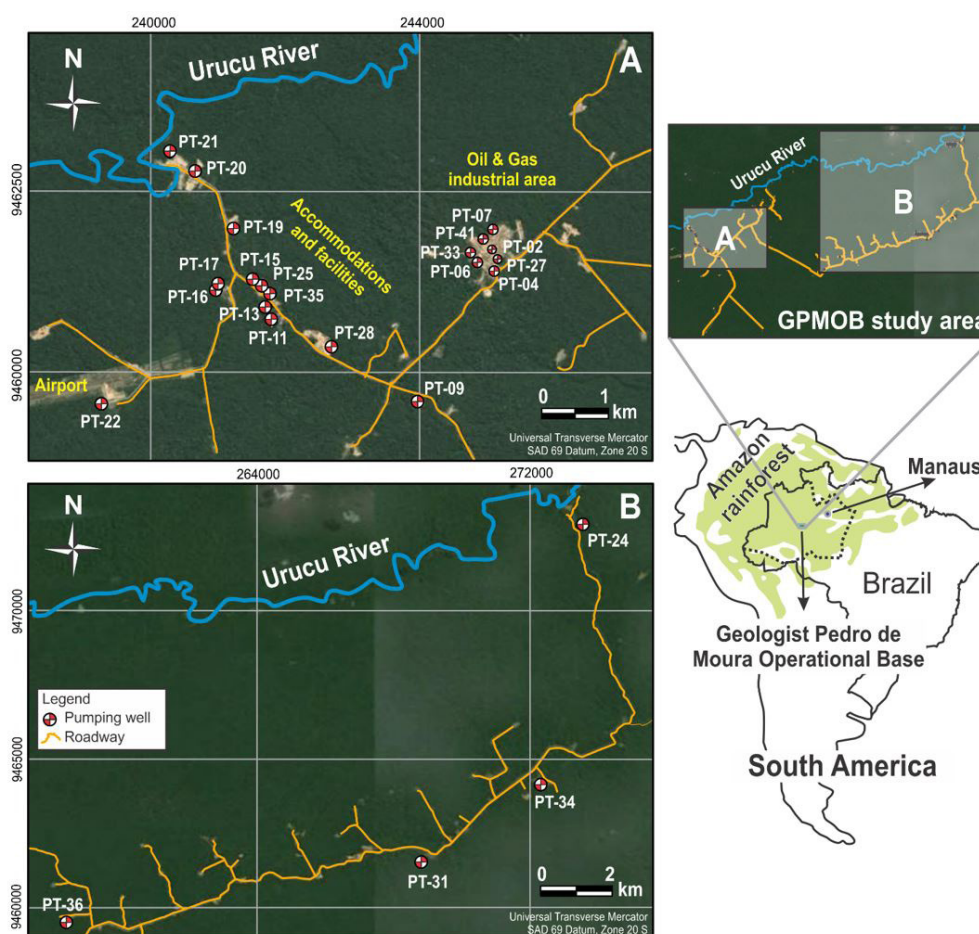 240000
244000
N
Urucu River
A
PT-21
PT-20
Oil & Gas
industrial area
9462500
PT-07
PT-41
PT-02
PT-33
PT-27
PT-06
PT-04
PT-19
Accommodations
and facilities
PT-15
PT-17
PT-25
PT-16
PT-35
PT-13
PT-11
PT-28
9460000
Airport
PT-22
PT-09
0 1
km
Universal Transverse Mercator
SAD 69 Datum, Zone 20 S
264000
272000
N
B
PT-24
Urucu River
9470000
Legend
Pumping well
Roadway
9465000
PT-34
PT-31
0 2
km
9460000
PT-36
Universal Transverse Mercator
SAD 69 Datum, Zone 20 S
Urucu River
A
B
GPMOB study area
Amazon
rainforest
Manaus
Brazil
Geologist Pedro de
Moura Operational Base
South America